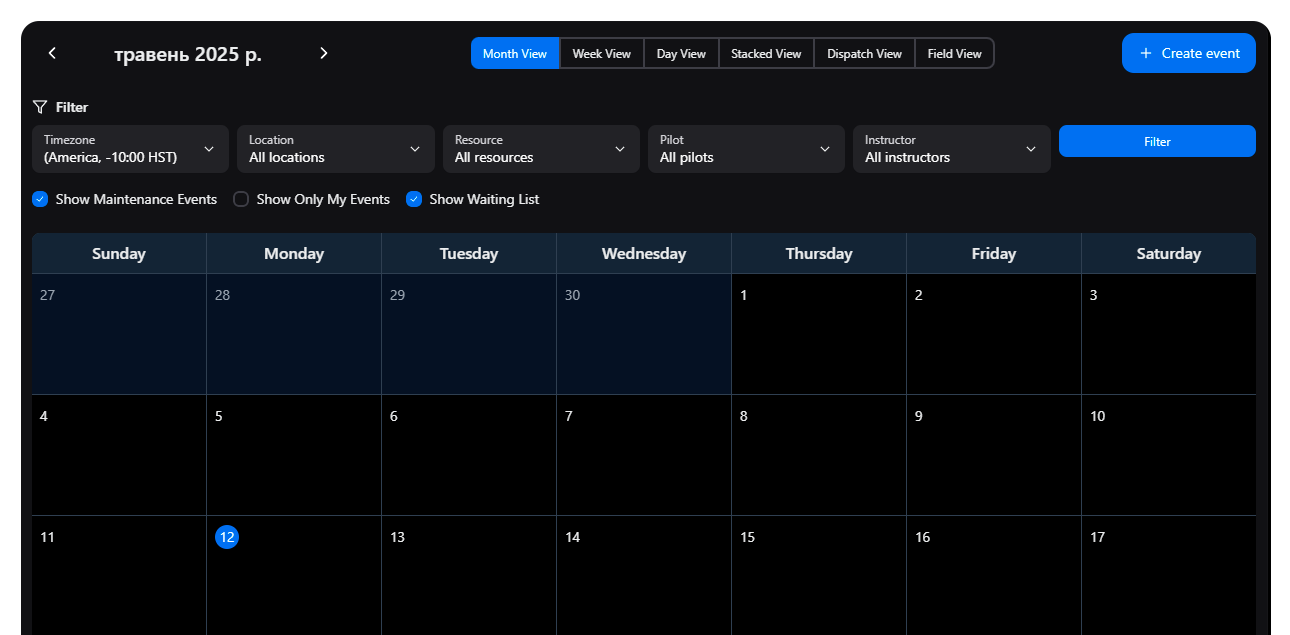 травень 2025 р.
Month View Week View Day View Stacked View Dispatch View Field View
+ Create event
Filter
Timezone
(America, -10:00 HST)
Location
All locations
Resource
All resources
Pilot
All pilots
Instructor
All instructors
Filter
Show Maintenance Events Show Only My Events Show Waiting List
Sunday Monday Tuesday Wednesday Thursday Friday Saturday
27 28 29 30 1 2 3
4 5 6 7 8 9 10
11 12 13 14 15 16 17